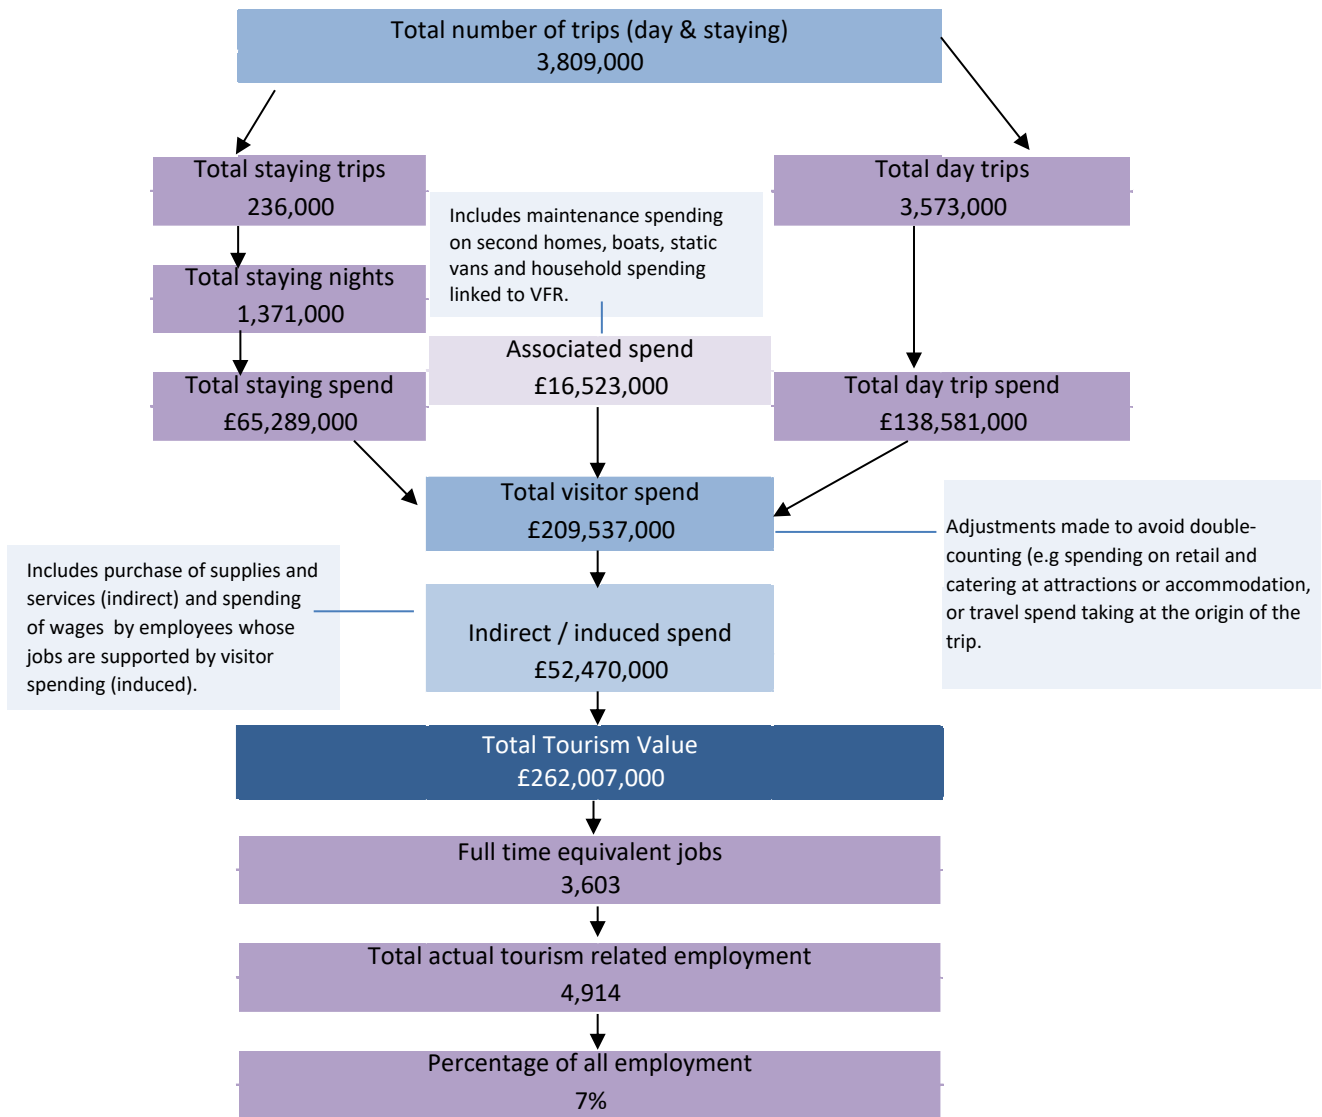 Total number of trips (day & staying)
3,809,000
Total staying trips
236,000
Total day trips
3,573,000
Includes maintenance spending
on second homes, boats, static
vans and household spending
linked to VFR.
Total staying nights
1,371,000
Associated spend
£16,523,000
Total staying spend
£65,289,000
Total day trip spend
£138,581,000
Total visitor spend
£209,537,000
Adjustments made to avoid double-
counting (e.g spending on retail and
catering at attractions or accommodation,
or travel spend taking at the origin of the
trip.
Includes purchase of supplies and
services (indirect) and spending
of wages by employees whose
jobs are supported by visitor
spending (induced).
Indirect / induced spend
£52,470,000
Total Tourism Value
£262,007,000
Full time equivalent jobs
3,603
Total actual tourism related employment
4,914
Percentage of all employment
7%